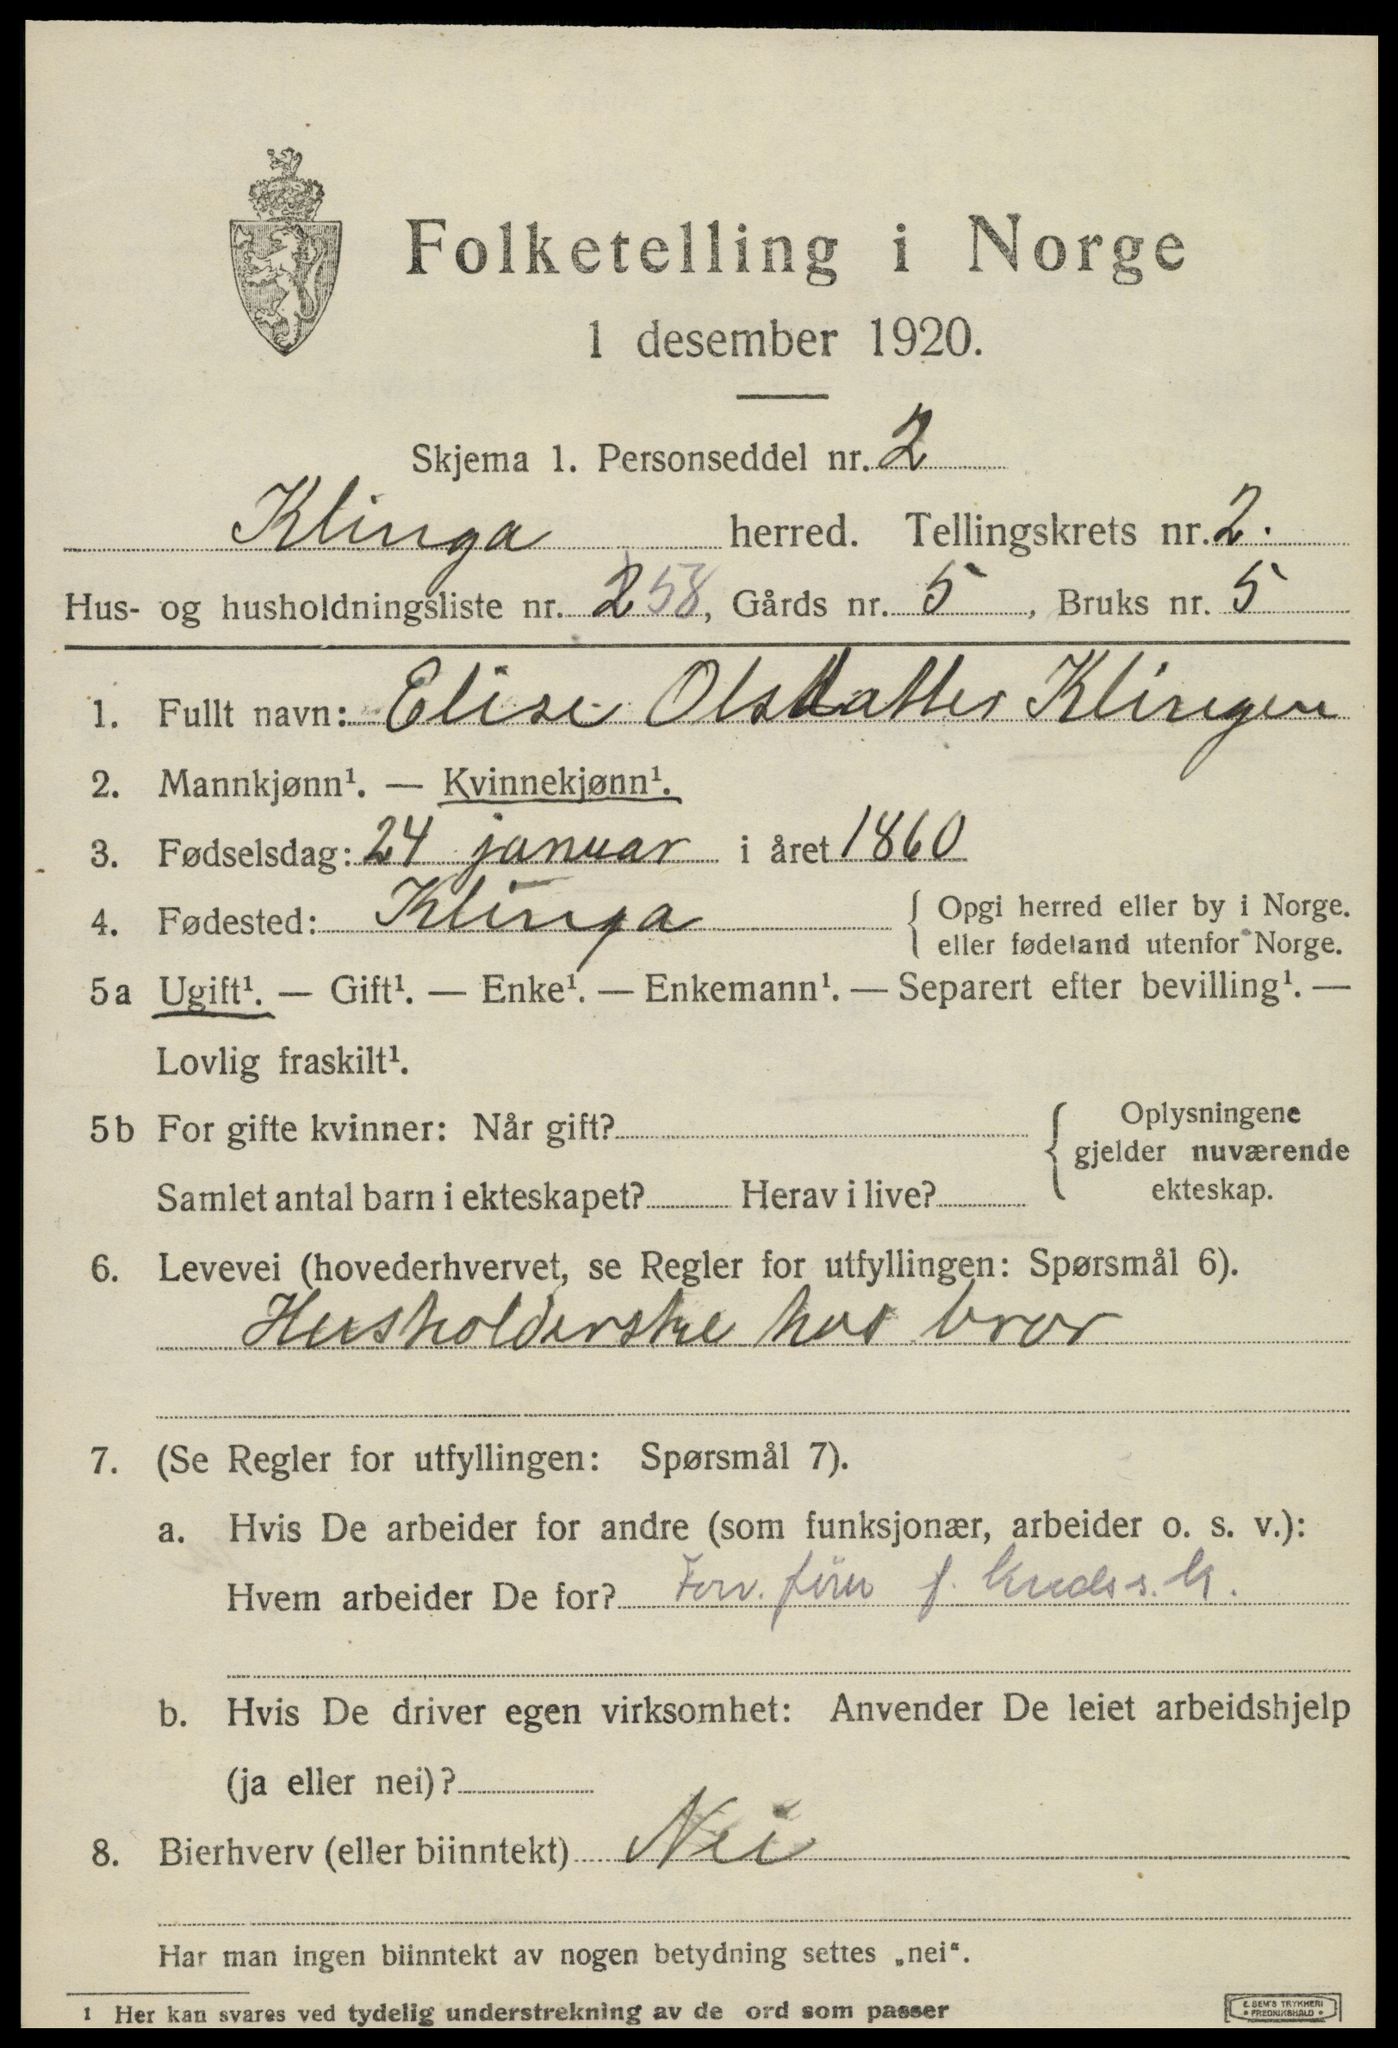 Folketelling i Norge
1 desember 1920.
Skjema 1. Personseddel nr. 2
Klinga herred. Tellingskrets nr. 2.
Hus- og husholdningsliste nr. 258, Gårds nr. 5, Bruks nr. 5
1. Fullt navn: Elise Olsdatter Klingen
2. Mannkjønn¹. — Kvinnekjønn¹.
3. Fødselsdag: 24 januar i året 1860
4. Fødested: Klinga { Opgi herred eller by i Norge.
eller fødeland utenfor Norge.
5a Ugift¹. — Gift¹. — Enke¹. — Enkemann¹. — Separert efter bevilling¹. —
Lovlig fraskilt¹.
5b For gifte kvinner: Når gift? { Oplysningene
gjelder nuværende
Samlet antal barn i ekteskapet? Herav i live? ekteskap.
6. Levevei (hovederhvervet, se Regler for utfyllingen: Spørsmål 6).
Husholderske hos bror
7. (Se Regler for utfyllingen: Spørsmål 7).
a. Hvis De arbeider for andre (som funksjonær, arbeider o. s. v.):
Hvem arbeider De for?
b. Hvis De driver egen virksomhet: Anvender De leiet arbeidshjelp
(ja eller nei)?
8. Bierhverv (eller biinntekt) Nei
Har man ingen biinntekt av nogen betydning settes „nei“.
1 Her kan svares ved tydelig understrekning av de ord som passer
E. SEM'S TRYKKERI
• FREDRIKSHALD •